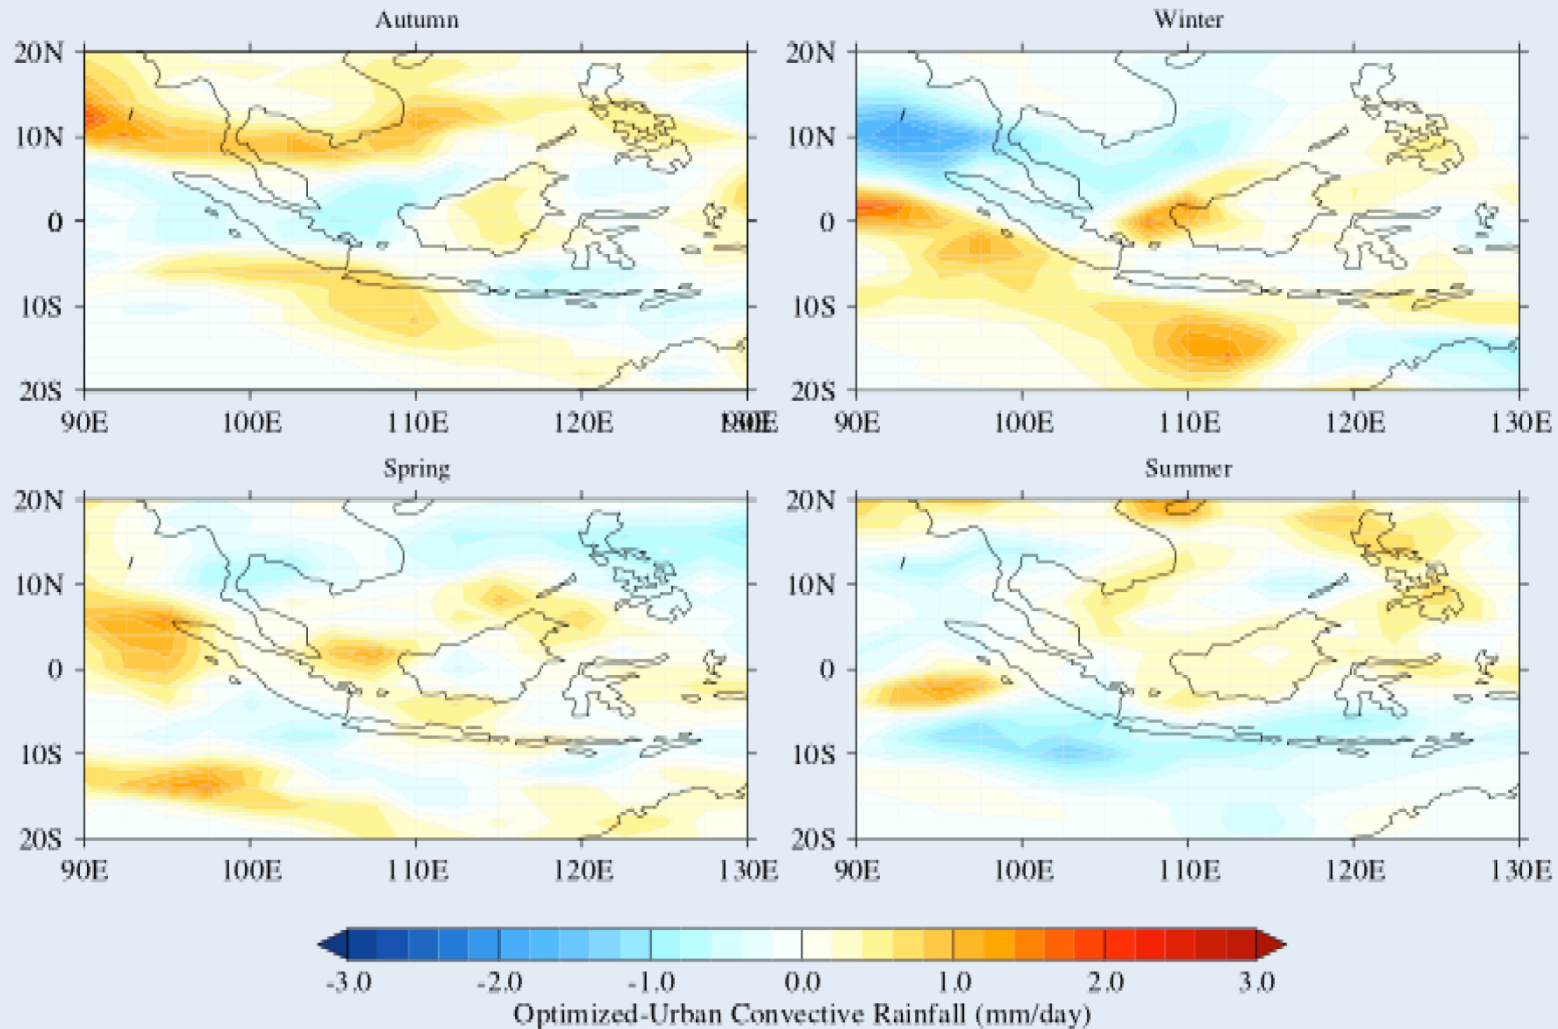 Autumn
Winter
20N
10N
0
10S
20S
90E 100E 110E 120E
20N
10N
0
10S
20S
90E 100E 110E 120E 130E
Spring
Summer
20N
10N
0
10S
20S
90E 100E 110E 120E 130E
20N
10N
0
10S
20S
90E 100E 110E 120E 130E
-3.0 -2.0 -1.0 0.0 1.0 2.0 3.0
Optimized-Urban Convective Rainfall (mm/day)